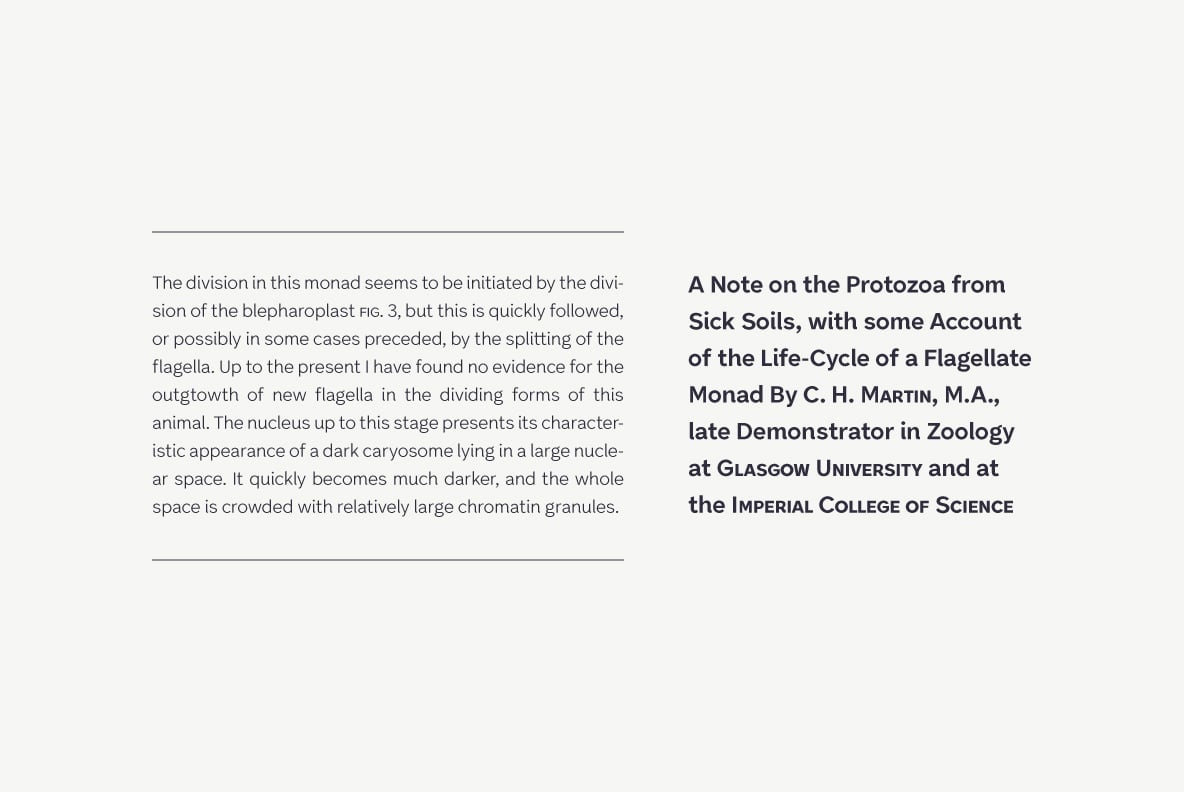 The division in this monad seems to be initiated by the divi-
sion of the blepharoplast FIG. 3, but this is quickly followed,
or possibly in some cases preceded, by the splitting of the
flagella. Up to the present I have found no evidence for the
outgtowth of new flagella in the dividing forms of this
animal. The nucleus up to this stage presents its character-
istic appearance of a dark caryosome lying in a large nucle-
ar space. It quickly becomes much darker, and the whole
space is crowded with relatively large chromatin granules.
A Note on the Protozoa from
Sick Soils, with some Account
of the Life-Cycle of a Flagellate
Monad By C. H. Martin, M.A.,
late Demonstrator in Zoology
at Glasgow University and at
the Imperial College of Science